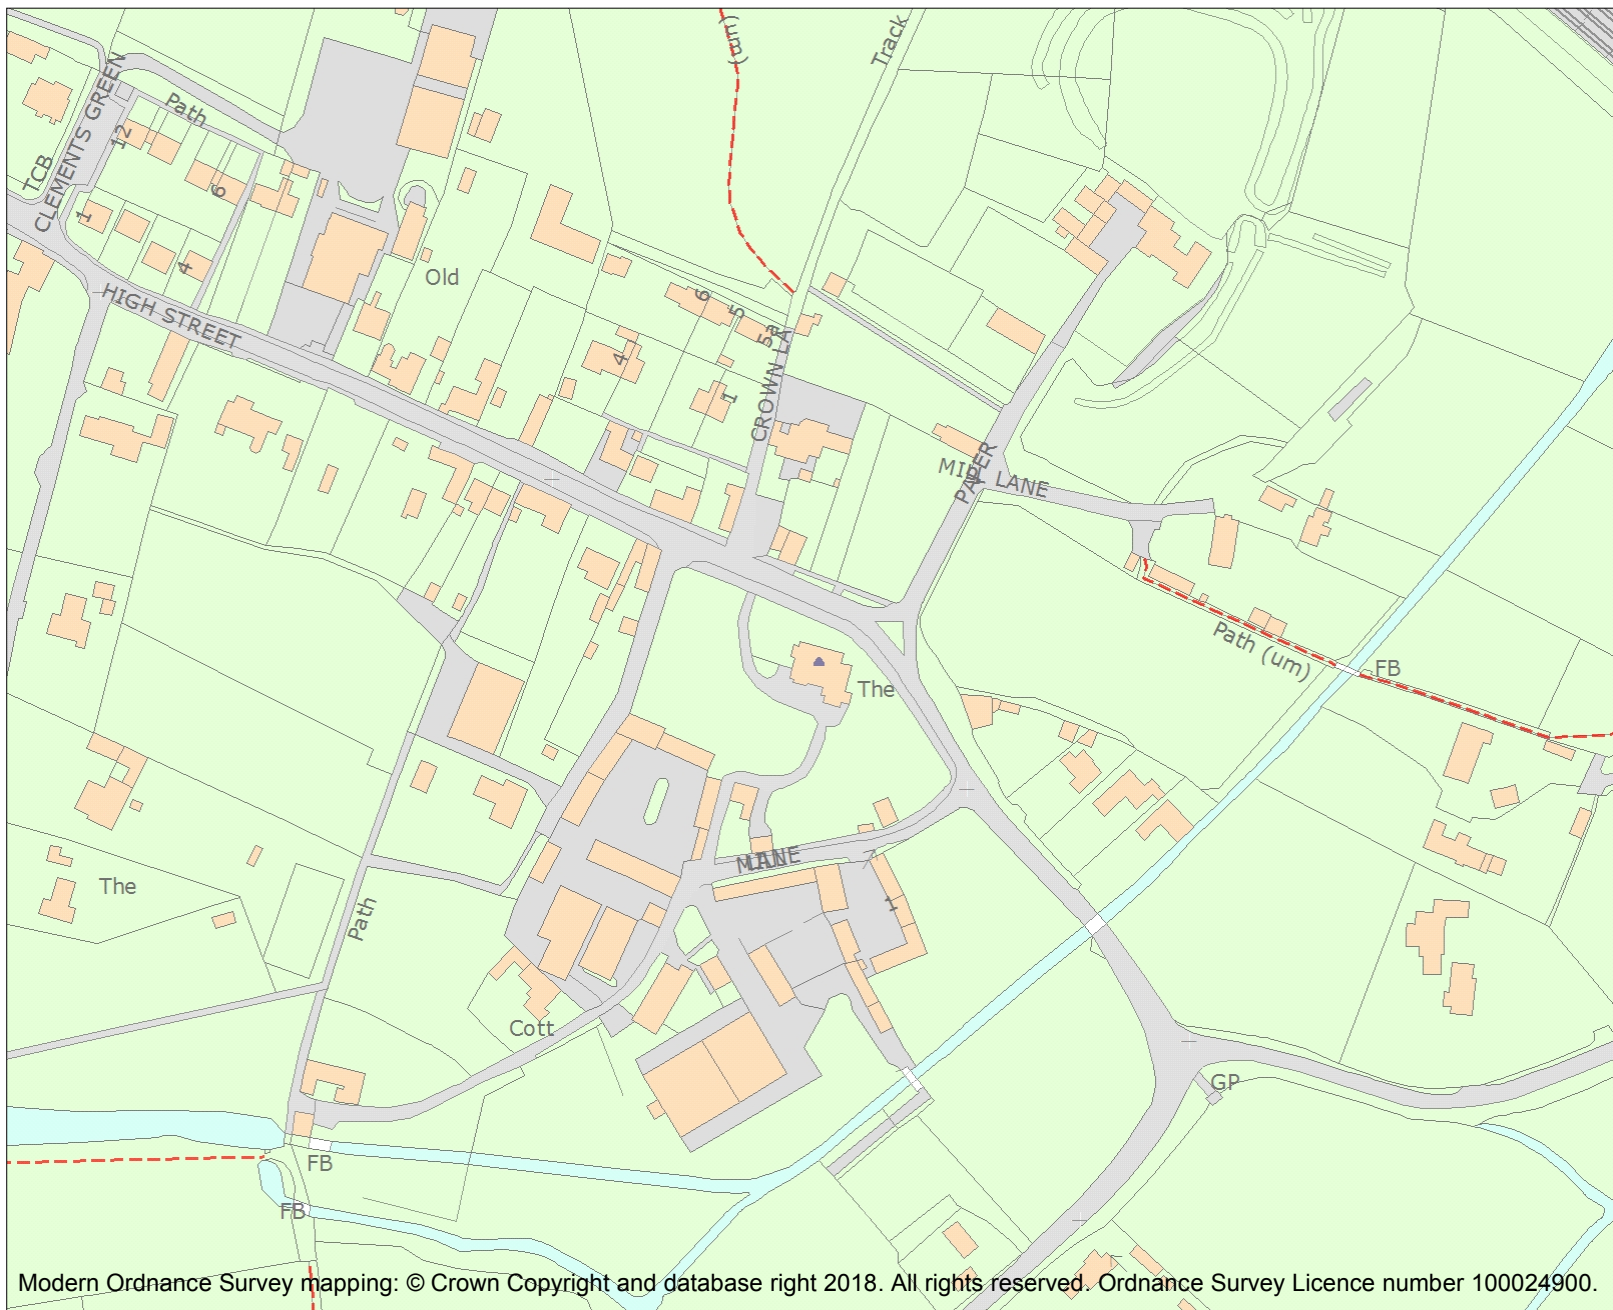 (um)
Track
CLEMENTS GREEN
Path
12
TCB
6
1
4
Old
HIGH STREET
6
5
5a
4
1
CROWN LA
PAPER
MILL LANE
Path (um)
FB
The
MILL LANE
The
1
Path
Cott
GP
FB
FB
Modern Ordnance Survey mapping: © Crown Copyright and database right 2018. All rights reserved. Ordnance Survey Licence number 100024900.